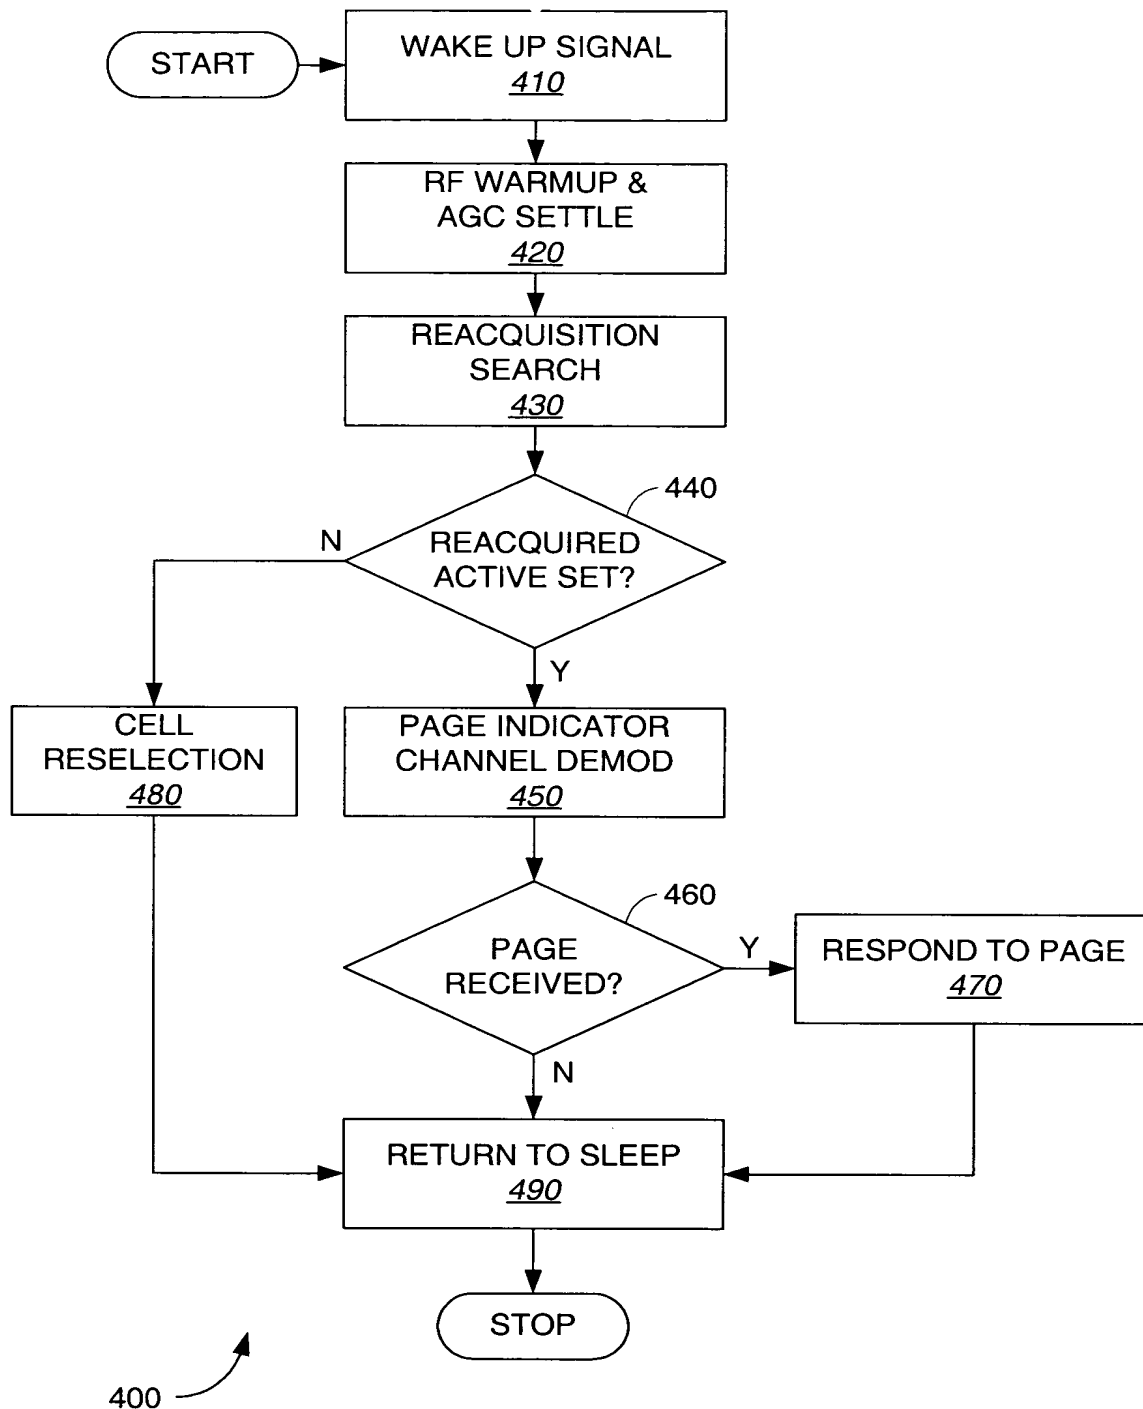 START
WAKE UP SIGNAL
410
RF WARMUP &
AGC SETTLE
420
REACQUISITION
SEARCH
430
440
REACQUIRED
ACTIVE SET?
N
Y
CELL
RESELECTION
480
PAGE INDICATOR
CHANNEL DEMOD
450
460
PAGE
RECEIVED?
Y
RESPOND TO PAGE
470
N
RETURN TO SLEEP
490
STOP
400